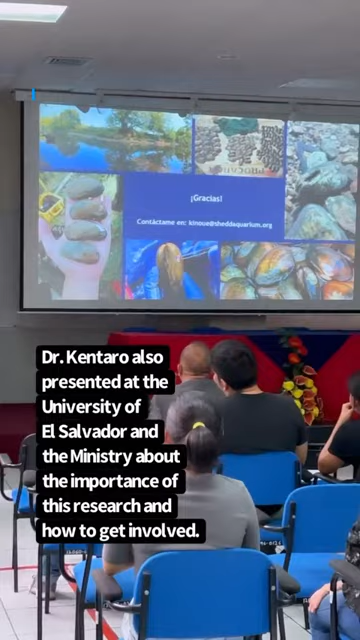 ¡Gracias!
Contáctame en: kinoue@sheddaquarium.org
Dr. Kentaro also
presented at the
University of
El Salvador and
the Ministry about
the importance of
this research and
how to get involved.